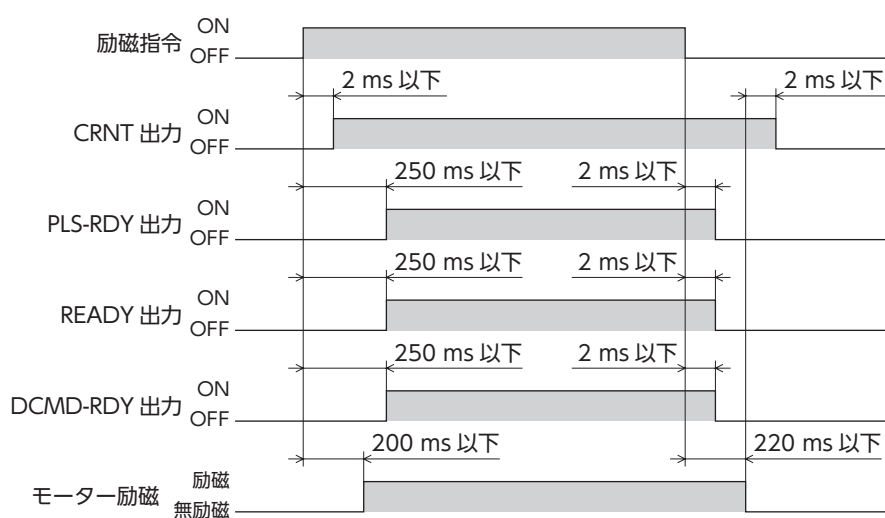 励磁指令 ON
OFF
2 ms 以下 2 ms 以下
CRNT 出力 ON
OFF
250 ms 以下 2 ms 以下
PLS-RDY 出力 ON
OFF
250 ms 以下 2 ms 以下
READY 出力 ON
OFF
250 ms 以下 2 ms 以下
DCMD-RDY 出力 ON
OFF
200 ms 以下 220 ms 以下
モーター励磁 励磁
無励磁